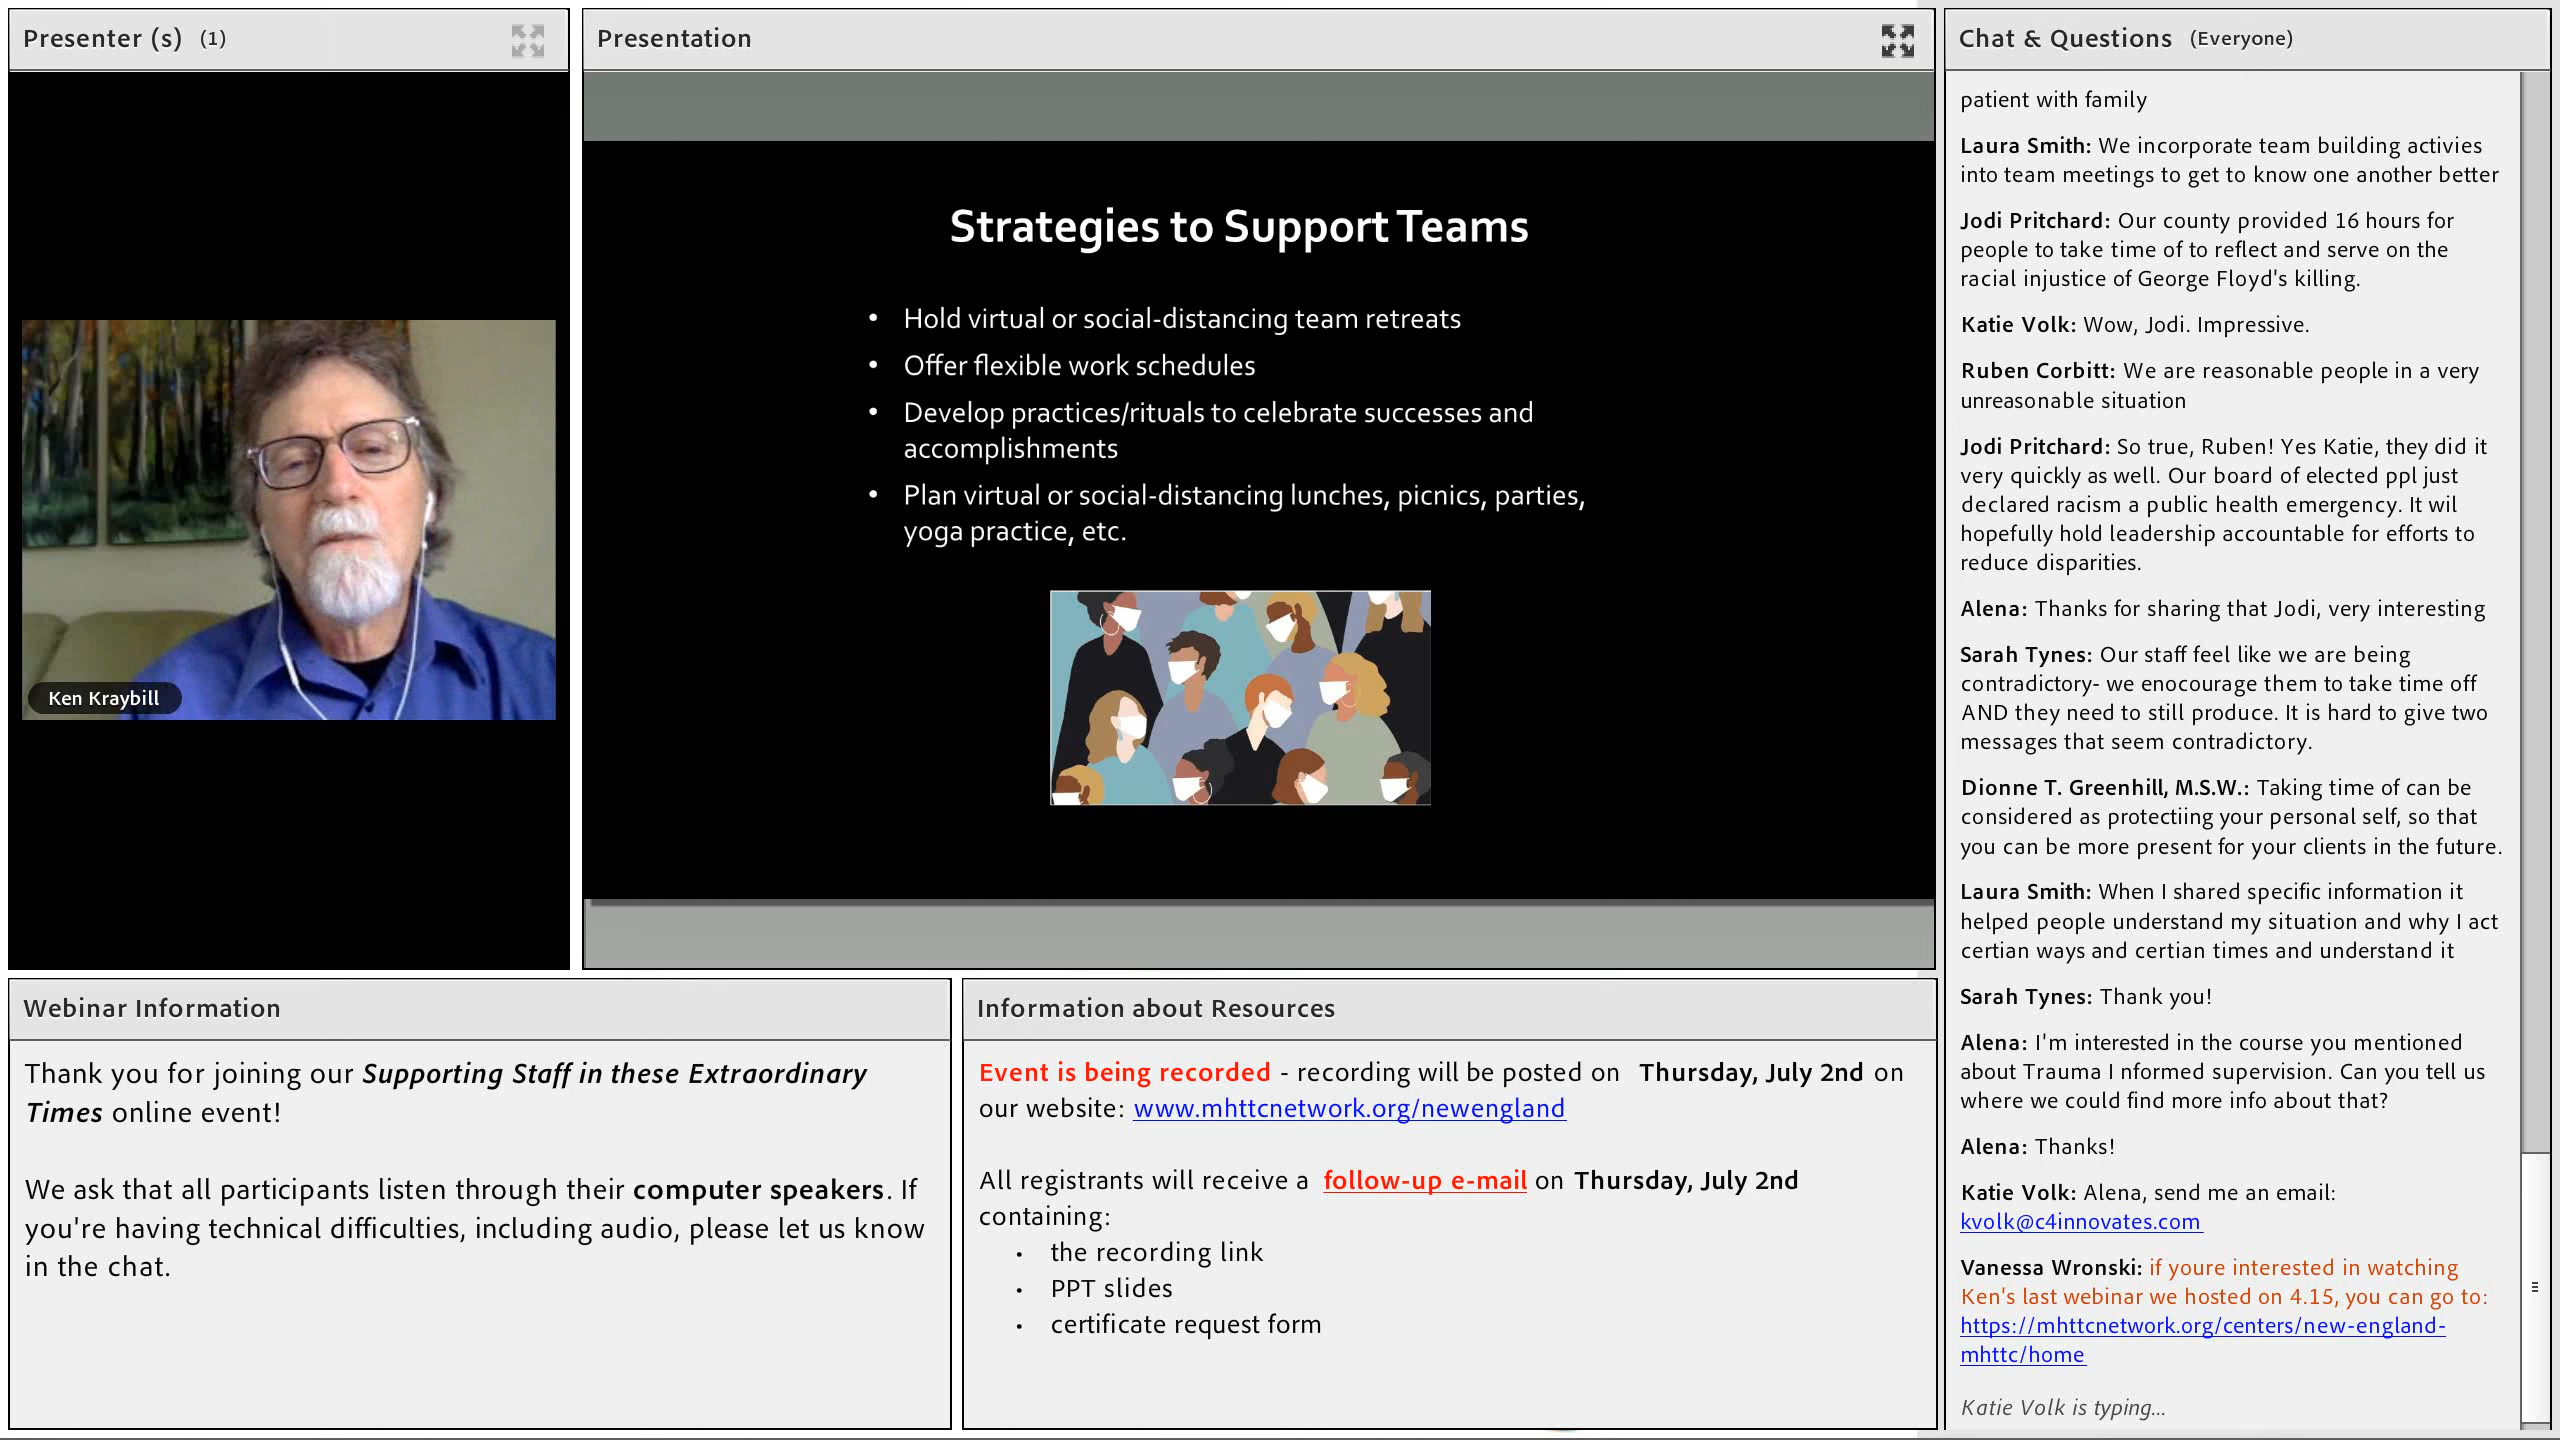 Presenter (s) (1)
Ken Kraybill
Presentation
Strategies to Support Teams
• Hold virtual or social-distancing team retreats
• Offer flexible work schedules
• Develop practices/rituals to celebrate successes and
accomplishments
• Plan virtual or social-distancing lunches, picnics, parties,
yoga practice, etc.
Webinar Information
Thank you for joining our Supporting Staff in these Extraordinary
Times online event!
We ask that all participants listen through their computer speakers. If
you're having technical difficulties, including audio, please let us know
in the chat.
Information about Resources
Event is being recorded - recording will be posted on Thursday, July 2nd on
our website: www.mhttcnetwork.org/newengland
All registrants will receive a follow-up e-mail on Thursday, July 2nd
containing:
• the recording link
• PPT slides
• certificate request form
Chat & Questions (Everyone)
patient with family
Laura Smith: We incorporate team building activies
into team meetings to get to know one another better
Jodi Pritchard: Our county provided 16 hours for
people to take time of to reflect and serve on the
racial injustice of George Floyd's killing.
Katie Volk: Wow, Jodi. Impressive.
Ruben Corbitt: We are reasonable people in a very
unreasonable situation
Jodi Pritchard: So true, Ruben! Yes Katie, they did it
very quickly as well. Our board of elected ppl just
declared racism a public health emergency. It wil
hopefully hold leadership accountable for efforts to
reduce disparities.
Alena: Thanks for sharing that Jodi, very interesting
Sarah Tynes: Our staff feel like we are being
contradictory- we enocourage them to take time off
AND they need to still produce. It is hard to give two
messages that seem contradictory.
Dionne T. Greenhill, M.S.W.: Taking time of can be
considered as protectiing your personal self, so that
you can be more present for your clients in the future.
Laura Smith: When I shared specific information it
helped people understand my situation and why I act
certian ways and certian times and understand it
Sarah Tynes: Thank you!
Alena: I'm interested in the course you mentioned
about Trauma I nformed supervision. Can you tell us
where we could find more info about that?
Alena: Thanks!
Katie Volk: Alena, send me an email:
kvolk@c4innovates.com
Vanessa Wronski: if youre interested in watching
Ken's last webinar we hosted on 4.15, you can go to:
https://mhttcnetwork.org/centers/new-england-
mhttc/home
Katie Volk is typing...